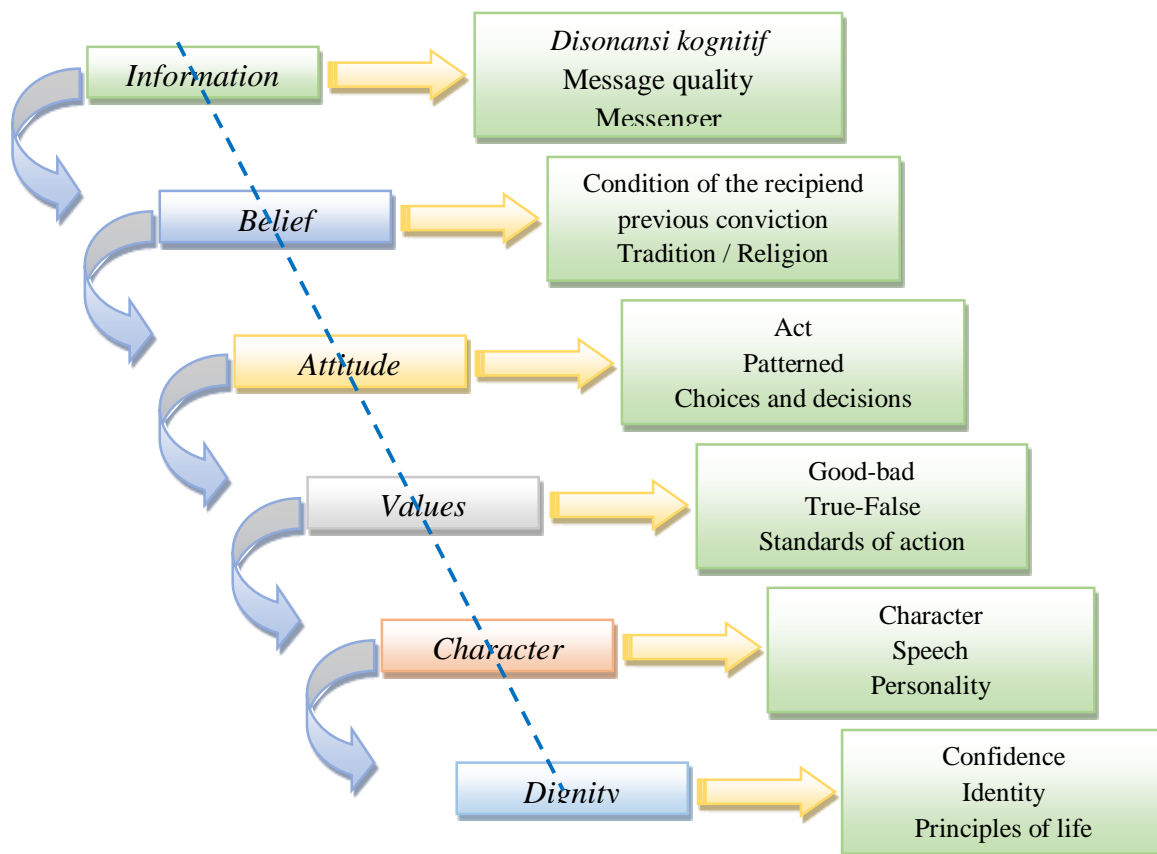 Information
Disonansi kognitif
Message quality
Messenger
Belief
Condition of the recipiend
previous conviction
Tradition / Religion
Attitude
Act
Patterned
Choices and decisions
Values
Good-bad
True-False
Standards of action
Character
Character
Speech
Personality
Dignity
Confidence
Identity
Principles of life